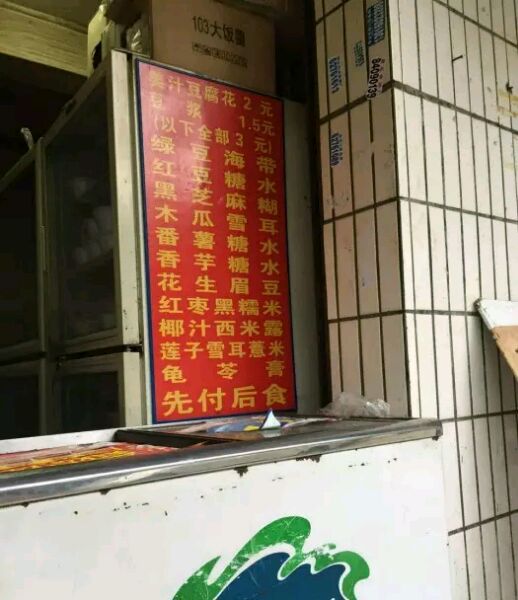 103大饭圆
姜汁豆腐花2元
豆浆1.5元
(以下全部3元)
绿豆海带
红豆糖水
黑芝麻糊
木瓜雪耳
番薯糖水
香芋糖水
花生眉豆
红枣黑糯米
椰汁西米露
莲子雪耳薏米
龟苓膏
先付后食
84090139